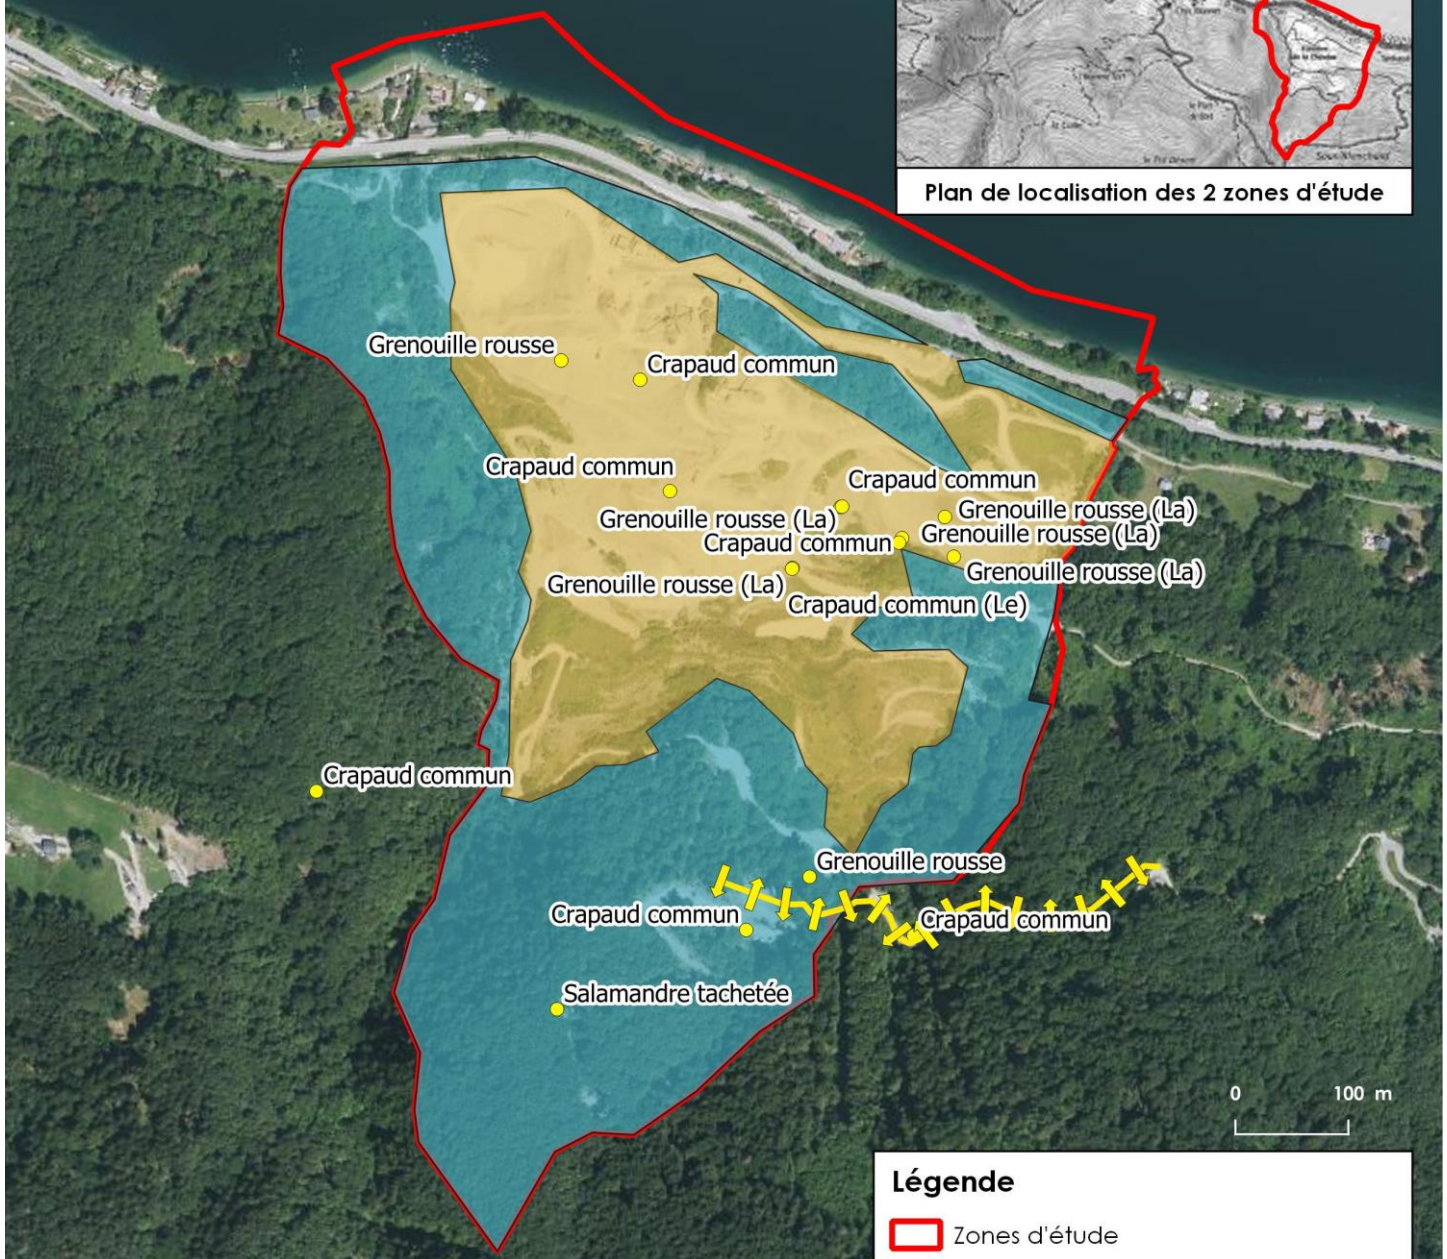 Plan de localisation des 2 zones d'étude
Grenouille rousse
Crapaud commun
Crapaud commun
Crapaud commun
Grenouille rousse (La)
Grenouille rousse (La)
Crapaud commun
Grenouille rousse (La)
Grenouille rousse (La)
Grenouille rousse (La)
Crapaud commun (Le)
Crapaud commun
Grenouille rousse
Crapaud commun
Crapaud commun
Salamandre tachetée
0 100 m
Légende
Zones d'étude